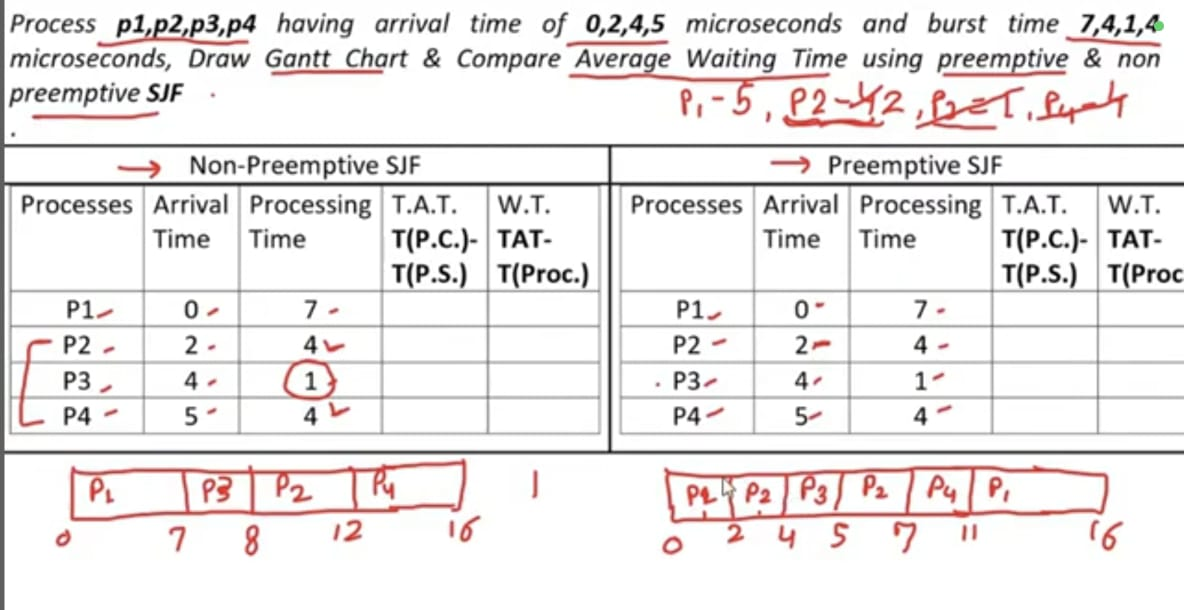 Process p1,p2,p3,p4 having arrival time of 0,2,4,5 microseconds and burst time 7,4,1,4
microseconds, Draw Gantt Chart & Compare Average Waiting Time using preemptive & non
preemptive SJF .
P1-5, P2-4 2, P3=1, P4-4
.
→ Non-Preemptive SJF → Preemptive SJF
Processes Arrival Processing T.A.T. W.T. Processes Arrival Processing T.A.T. W.T.
Time Time T(P.C.)- TAT- Time Time T(P.C.)- TAT-
T(P.S.) T(Proc.) T(P.S.) T(Proc
P1 0 7 P1 0 7
P2 2 4 P2 2 4
P3 4 1 P3 4 1
P4 5 4 P4 5 4
P1 P3 P2 P4 P1 P2 P3 P2 P4 P1
0 7 8 12 16 0 2 4 5 7 11 16